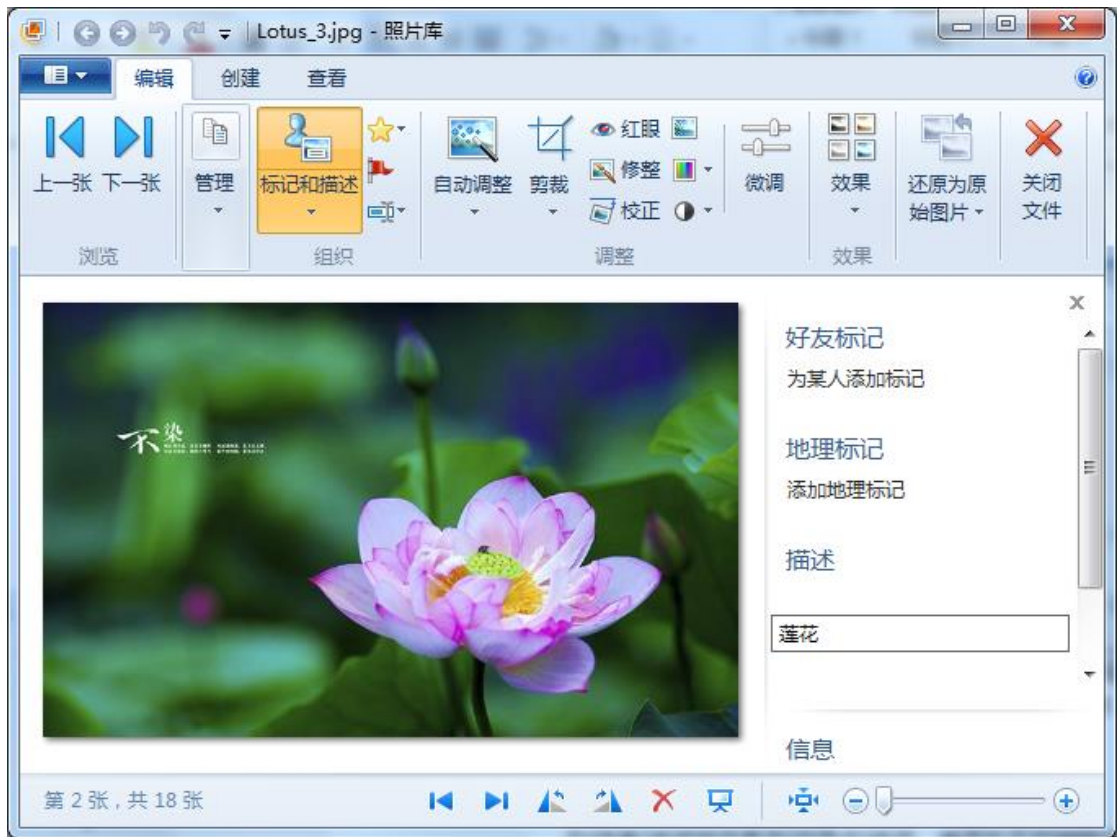 Lotus_3.jpg - 照片库
编辑 创建 查看
上一张 下一张 管理 标记和描述 自动调整 剪裁 红眼 修整 校正 微调 效果 还原为原始图片 关闭文件
浏览 组织 调整 效果
不染
好友标记
为某人添加标记
地理标记
添加地理标记
描述
莲花
信息
第 2 张，共 18 张